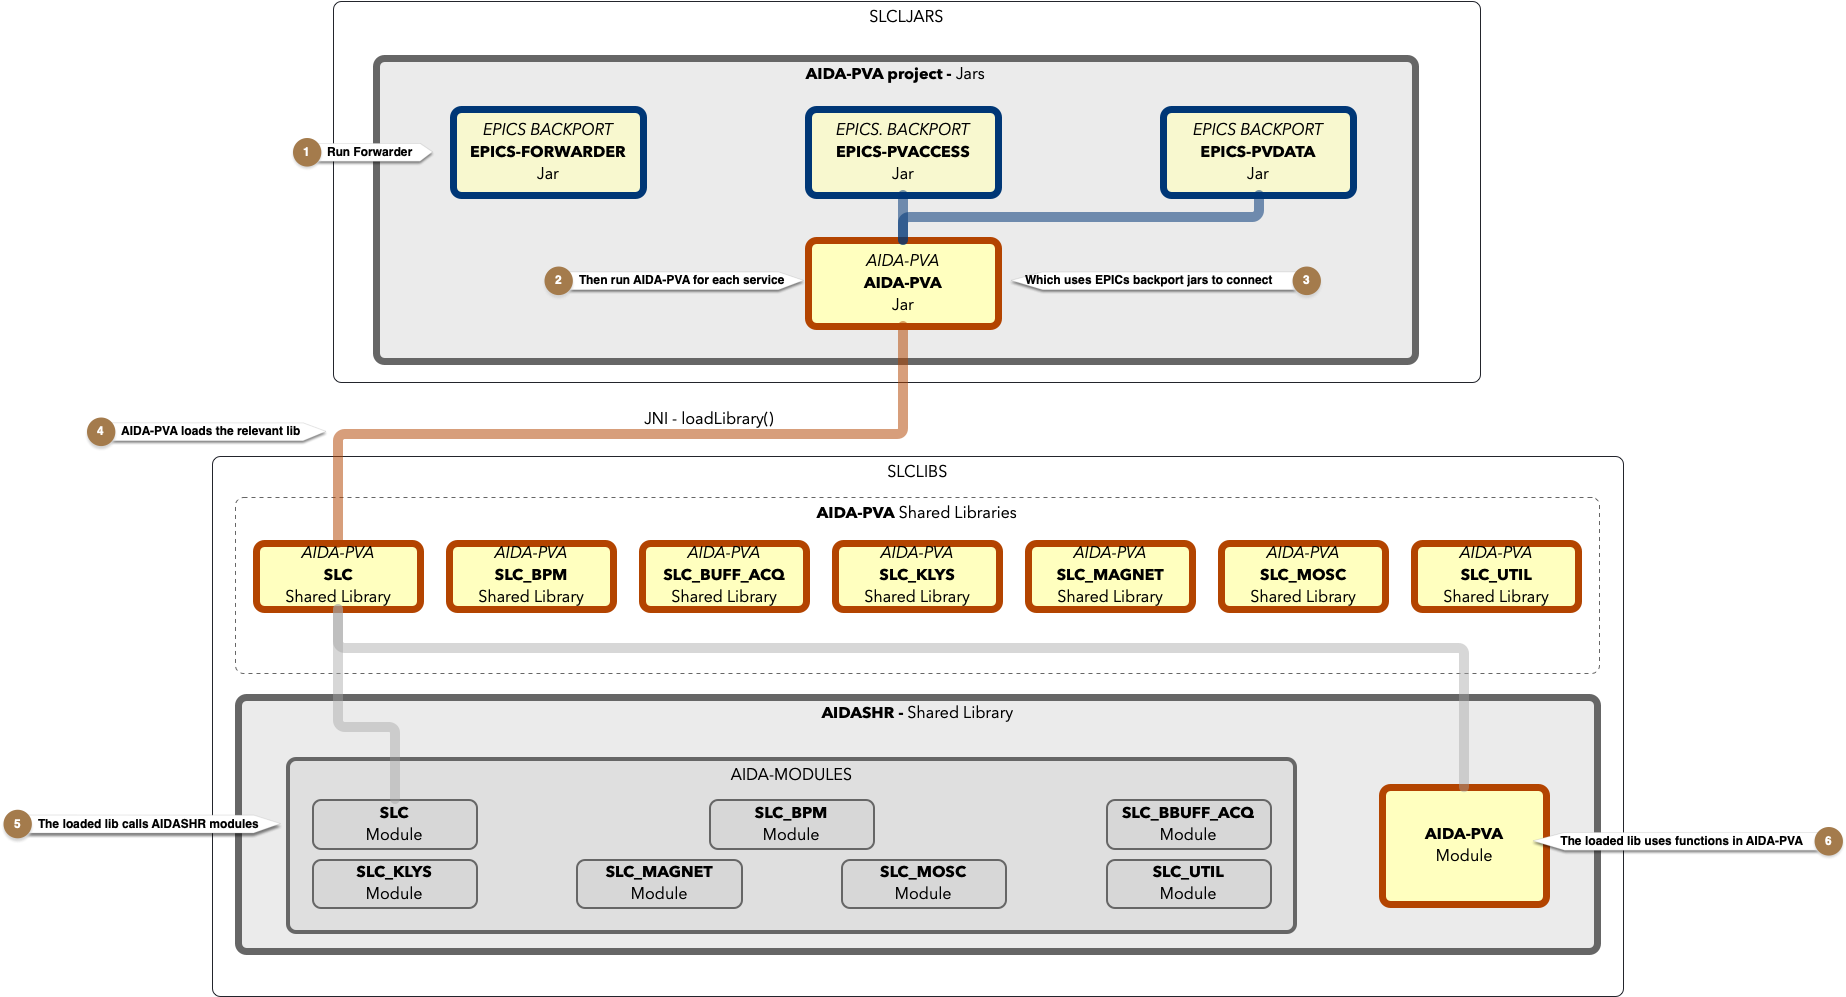 SLCLJARS
AIDA-PVA project - Jars
EPICS BACKPORT
EPICS-FORWARDER
Jar
EPICS. BACKPORT
EPICS-PVACCESS
Jar
EPICS BACKPORT
EPICS-PVDATA
Jar
1 Run Forwarder
AIDA-PVA
AIDA-PVA
Jar
2 Then run AIDA-PVA for each service
Which uses EPICs backport jars to connect 3
JNI - loadLibrary()
4 AIDA-PVA loads the relevant lib
SLCLIBS
AIDA-PVA Shared Libraries
AIDA-PVA
SLC
Shared Library
AIDA-PVA
SLC_BPM
Shared Library
AIDA-PVA
SLC_BUFF_ACQ
Shared Library
AIDA-PVA
SLC_KLYS
Shared Library
AIDA-PVA
SLC_MAGNET
Shared Library
AIDA-PVA
SLC_MOSC
Shared Library
AIDA-PVA
SLC_UTIL
Shared Library
AIDASHR - Shared Library
AIDA-MODULES
SLC
Module
SLC_BPM
Module
SLC_BBUFF_ACQ
Module
5 The loaded lib calls AIDASHR modules
SLC_KLYS
Module
SLC_MAGNET
Module
SLC_MOSC
Module
SLC_UTIL
Module
AIDA-PVA
Module
The loaded lib uses functions in AIDA-PVA 6